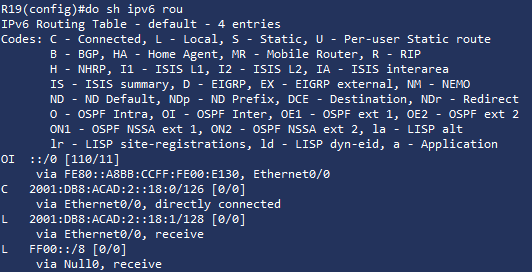 R19(config)#do sh ipv6 rou
IPv6 Routing Table - default - 4 entries
Codes: C - Connected, L - Local, S - Static, U - Per-user Static route
B - BGP, HA - Home Agent, MR - Mobile Router, R - RIP
H - NHRP, I1 - ISIS L1, I2 - ISIS L2, IA - ISIS interarea
IS - ISIS summary, D - EIGRP, EX - EIGRP external, NM - NEMO
ND - ND Default, NDp - ND Prefix, DCE - Destination, NDr - Redirect
O - OSPF Intra, OI - OSPF Inter, OE1 - OSPF ext 1, OE2 - OSPF ext 2
ON1 - OSPF NSSA ext 1, ON2 - OSPF NSSA ext 2, la - LISP alt
lr - LISP site-registrations, ld - LISP dyn-eid, a - Application
OI ::/0 [110/11]
via FE80::A8BB:CCFF:FE00:E130, Ethernet0/0
C 2001:DB8:ACAD:2::18:0/126 [0/0]
via Ethernet0/0, directly connected
L 2001:DB8:ACAD:2::18:1/128 [0/0]
via Ethernet0/0, receive
L FF00::/8 [0/0]
via Null0, receive